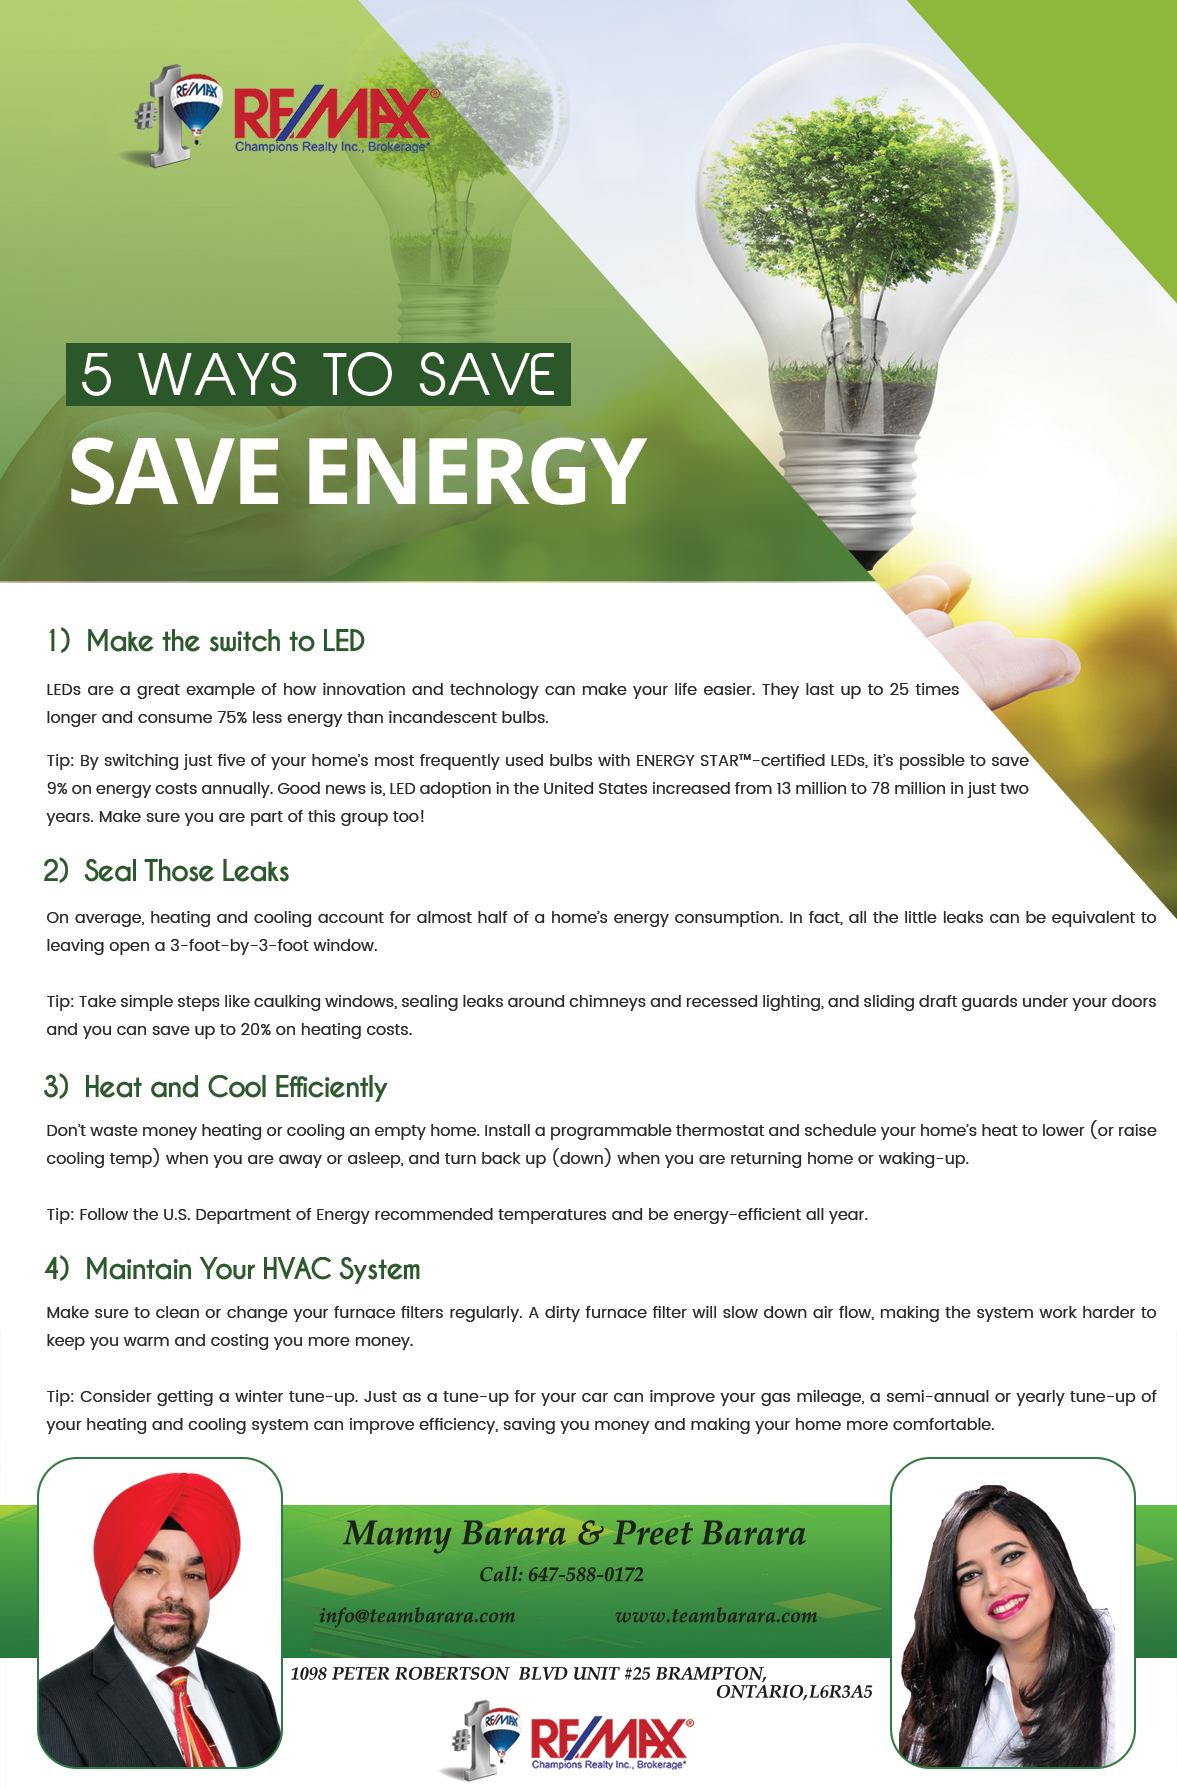 #1 RE/MAX RE/MAX®
Champions Realty Inc., Brokerage*
5 WAYS TO SAVE
SAVE ENERGY
1) Make the switch to LED
LEDs are a great example of how innovation and technology can make your life easier. They last up to 25 times
longer and consume 75% less energy than incandescent bulbs.
Tip: By switching just five of your home's most frequently used bulbs with ENERGY STAR™-certified LEDs, it's possible to save
9% on energy costs annually. Good news is, LED adoption in the United States increased from 13 million to 78 million in just two
years. Make sure you are part of this group too!
2) Seal Those Leaks
On average, heating and cooling account for almost half of a home's energy consumption. In fact, all the little leaks can be equivalent to
leaving open a 3-foot-by-3-foot window.
Tip: Take simple steps like caulking windows, sealing leaks around chimneys and recessed lighting, and sliding draft guards under your doors
and you can save up to 20% on heating costs.
3) Heat and Cool Efficiently
Don't waste money heating or cooling an empty home. Install a programmable thermostat and schedule your home's heat to lower (or raise
cooling temp) when you are away or asleep, and turn back up (down) when you are returning home or waking-up.
Tip: Follow the U.S. Department of Energy recommended temperatures and be energy-efficient all year.
4) Maintain Your HVAC System
Make sure to clean or change your furnace filters regularly. A dirty furnace filter will slow down air flow, making the system work harder to
keep you warm and costing you more money.
Tip: Consider getting a winter tune-up. Just as a tune-up for your car can improve your gas mileage, a semi-annual or yearly tune-up of
your heating and cooling system can improve efficiency, saving you money and making your home more comfortable.
Manny Barara & Preet Barara
Call: 647-588-0172
info@teambarara.com www.teambarara.com
1098 PETER ROBERTSON BLVD UNIT #25 BRAMPTON,
ONTARIO,L6R3A5
#1 RE/MAX RE/MAX®
Champions Realty Inc., Brokerage*